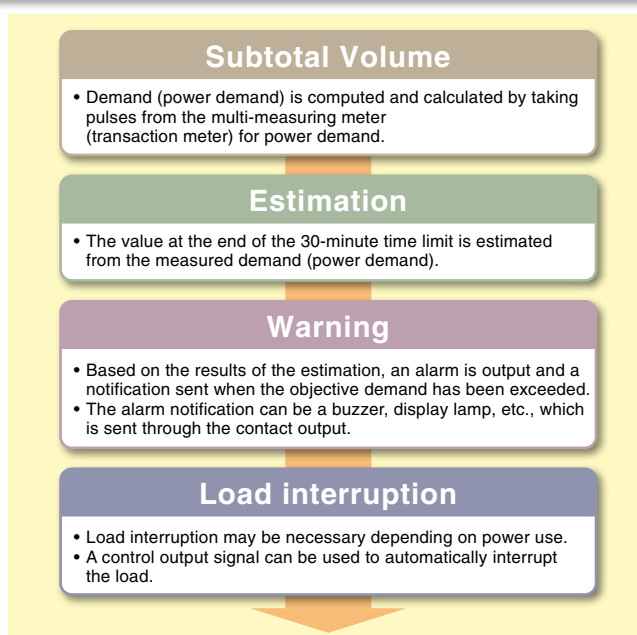 Subtotal Volume
• Demand (power demand) is computed and calculated by taking
pulses from the multi-measuring meter
(transaction meter) for power demand.
Estimation
• The value at the end of the 30-minute time limit is estimated
from the measured demand (power demand).
Warning
• Based on the results of the estimation, an alarm is output and a
notification sent when the objective demand has been exceeded.
• The alarm notification can be a buzzer, display lamp, etc., which
is sent through the contact output.
Load interruption
• Load interruption may be necessary depending on power use.
• A control output signal can be used to automatically interrupt
the load.